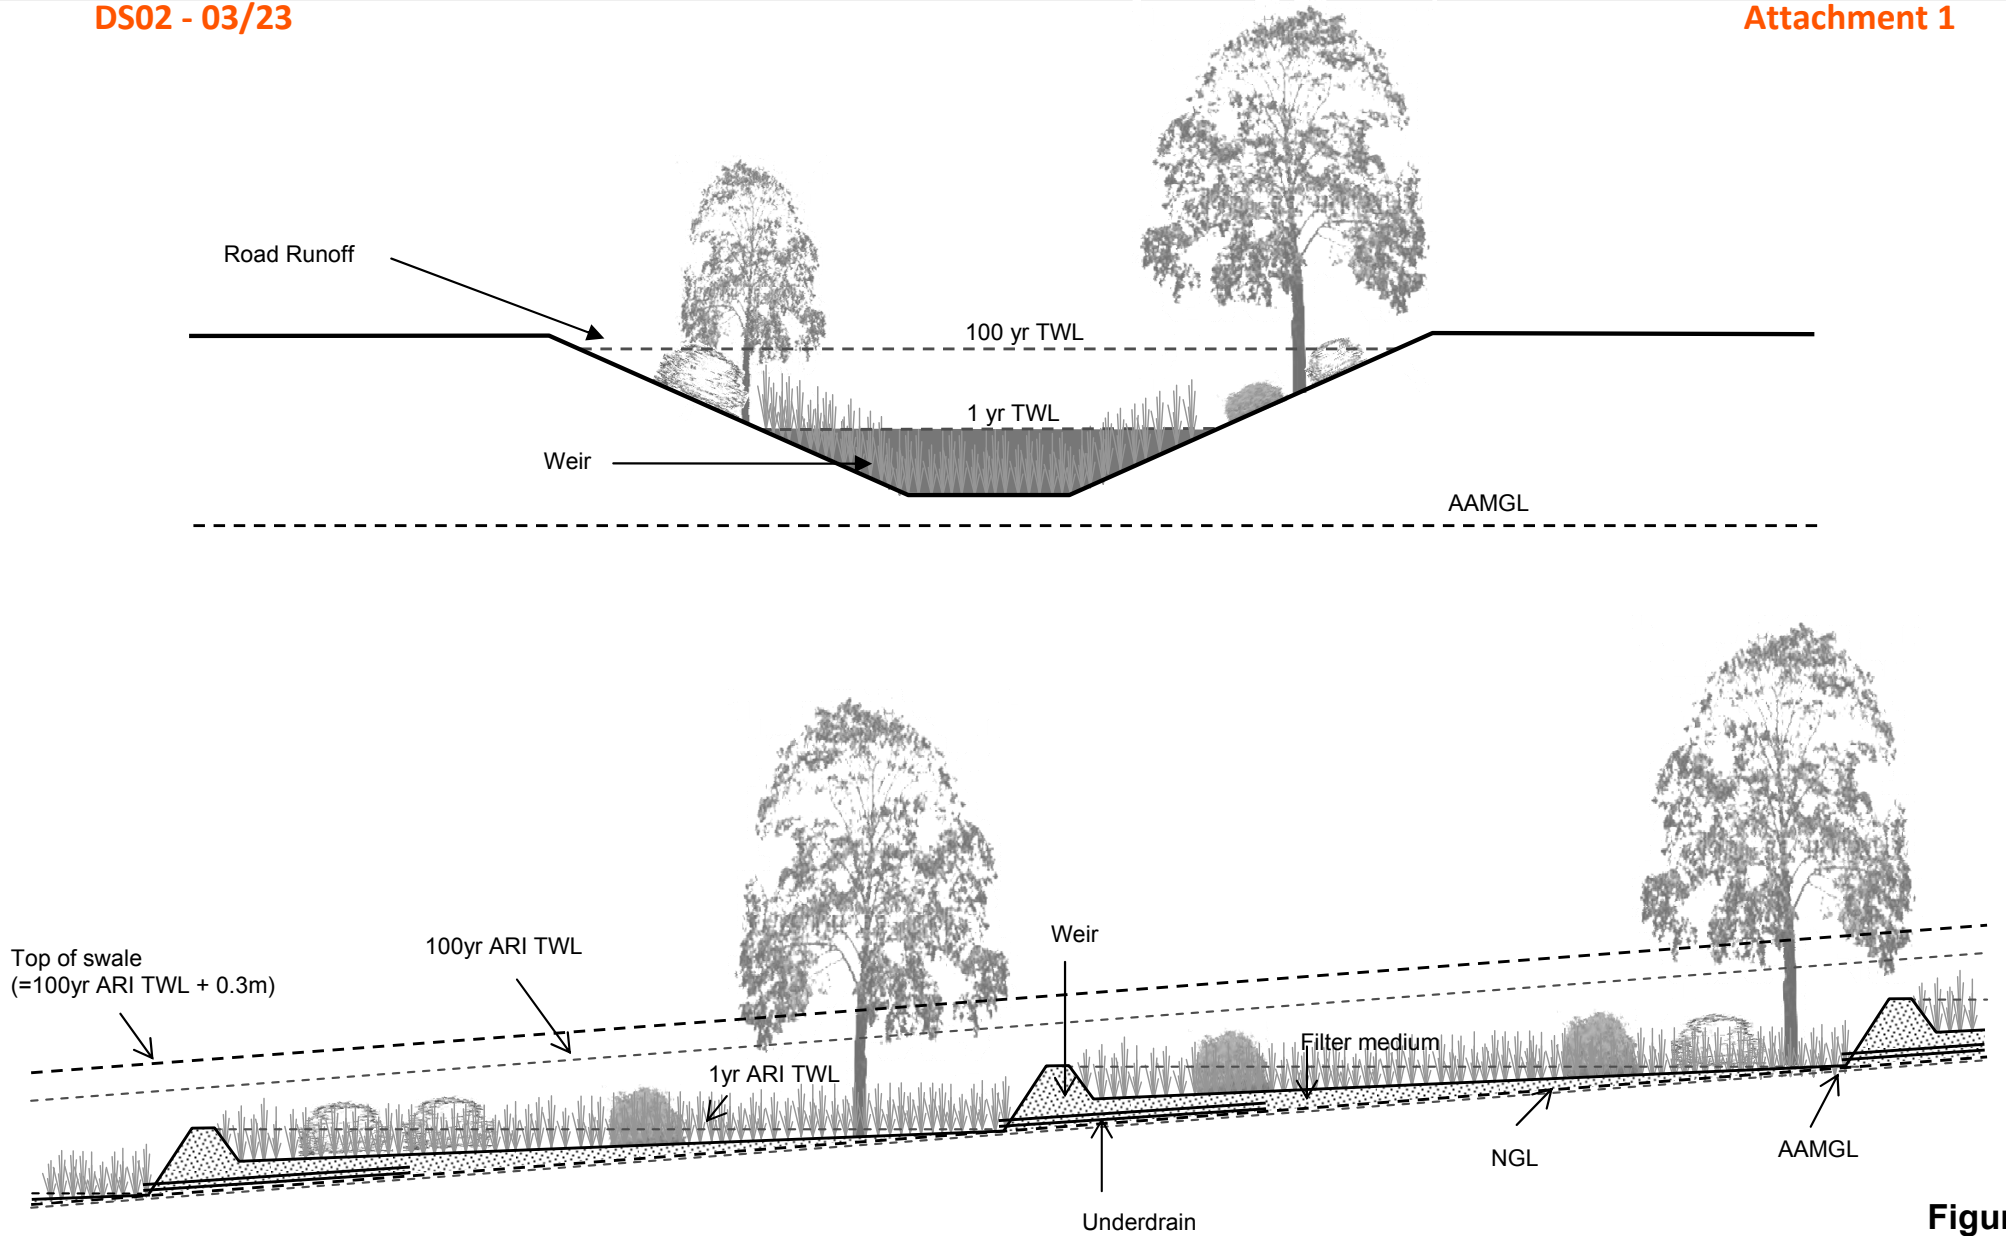 DS02 - 03/23
Attachment 1
Road Runoff
100 yr TWL
1 yr TWL
Weir
AAMGL
Weir
100yr ARI TWL
Top of swale
(=100yr ARI TWL + 0.3m)
Filter medium
1yr ARI TWL
NGL
AAMGL
Underdrain